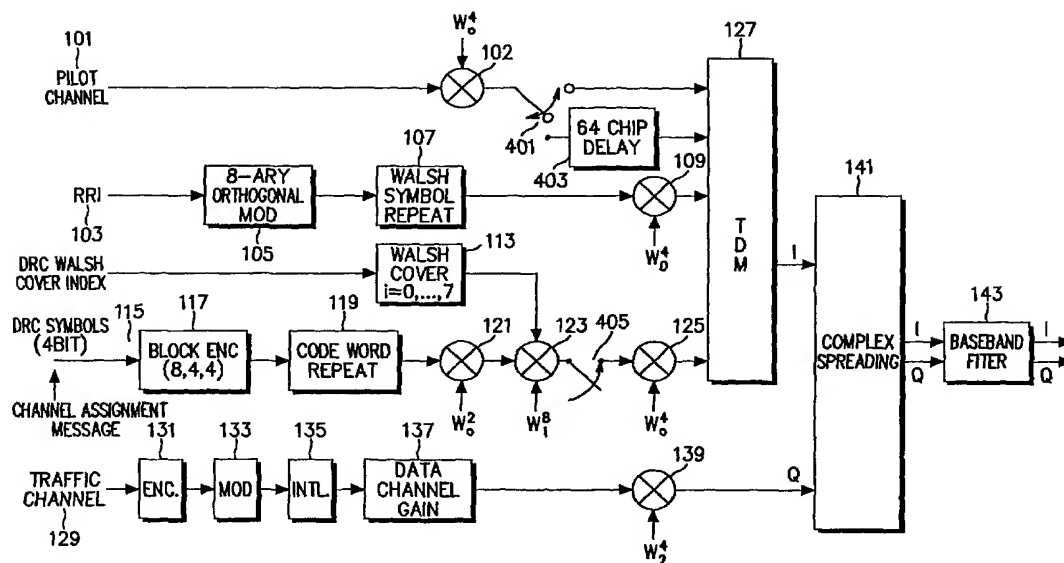 W₀⁴
101
102
127
PILOT
CHANNEL
401
64 CHIP
DELAY
403
107
109
141
8-ARY
ORTHOGONAL
MOD
WALSH
SYMBOL
REPEAT
RRI
103
105
W₀⁴
TDM
113
DRC WALSH
COVER INDEX
WALSH
COVER
i=0,...,7
I
143
DRC SYMBOLS
(4BIT)
115
117
119
121
123
405
125
BLOCK ENC
(8,4,4)
CODE WORD
REPEAT
COMPLEX
SPREADING
I
Q
BASEBAND
FITER
I
Q
CHANNEL ASSIGNMENT
MESSAGE
W₀²
W₁⁸
W₀⁴
131
133
135
137
139
TRAFFIC
CHANNEL
129
ENC.
MOD
INTL.
DATA
CHANNEL
GAIN
Q
W₂⁴